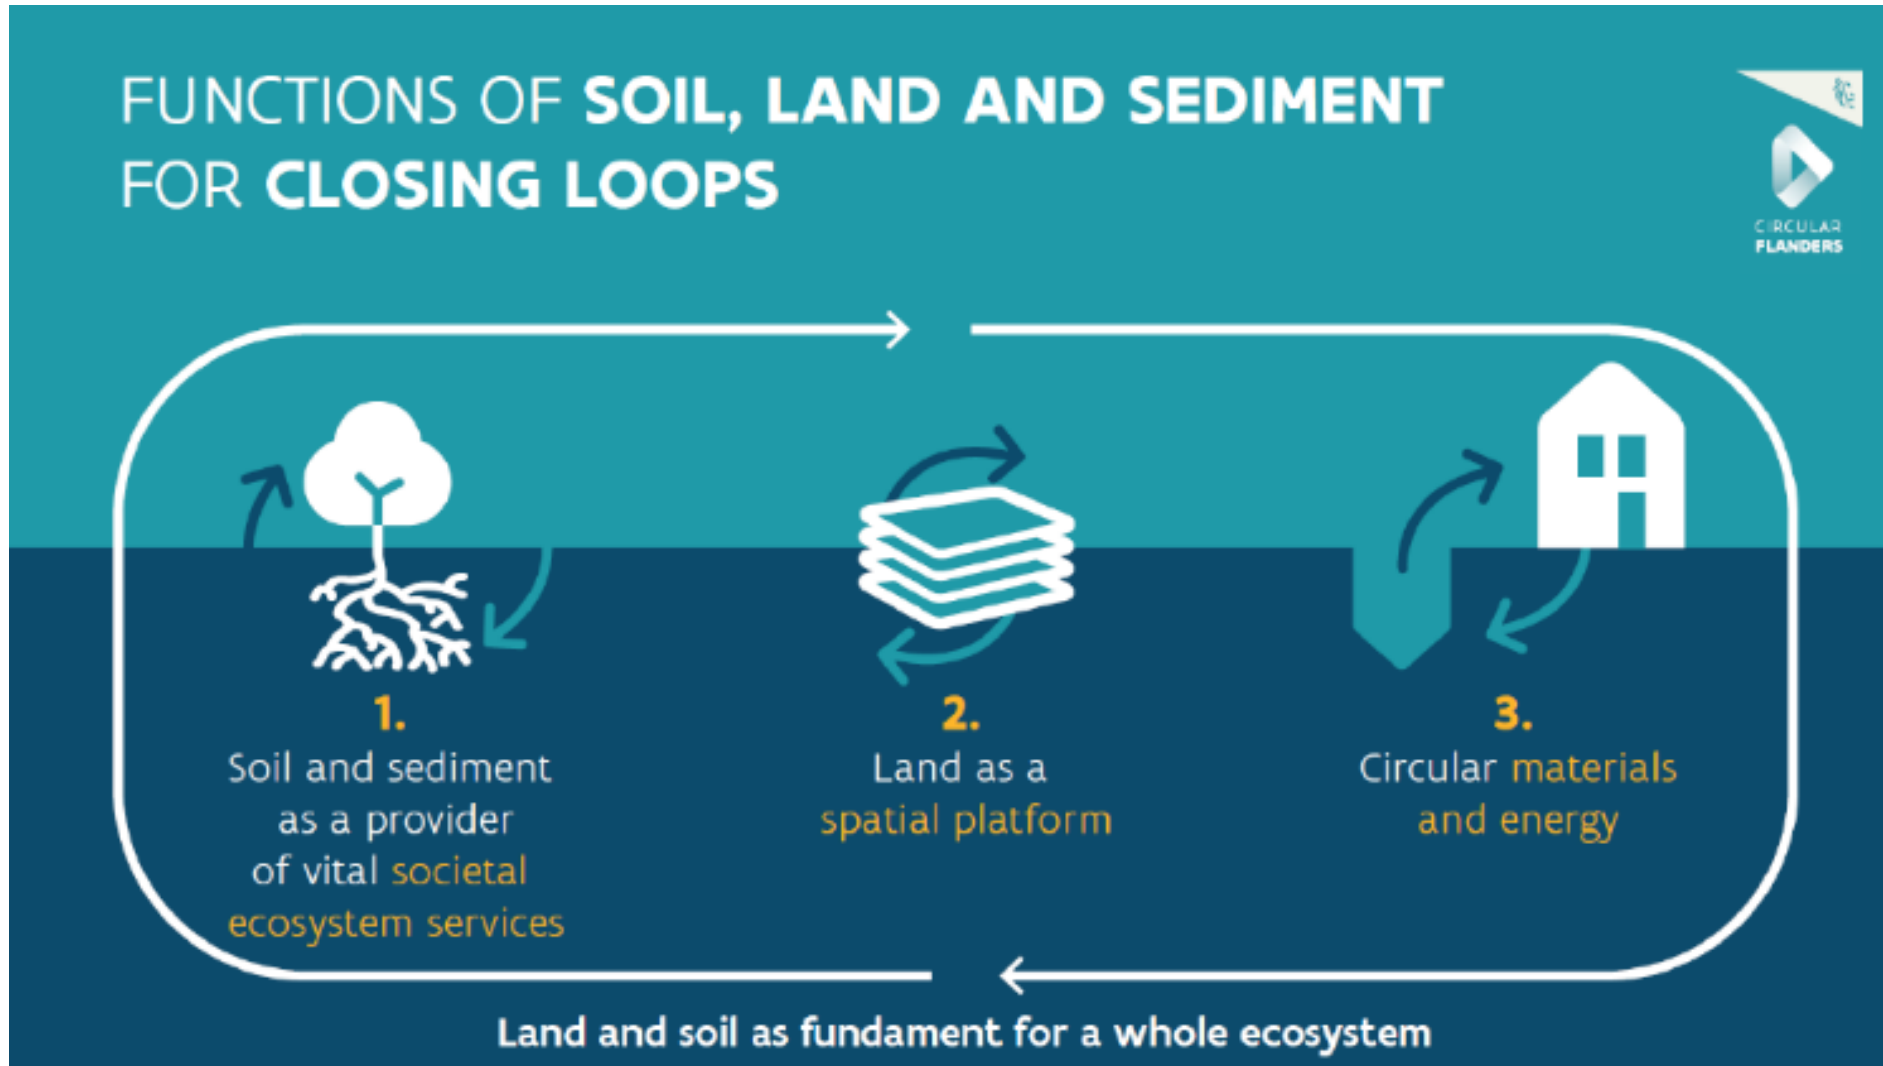 FUNCTIONS OF SOIL, LAND AND SEDIMENT
FOR CLOSING LOOPS
CIRCULAR
FLANDERS
1.
Soil and sediment
as a provider
of vital societal
ecosystem services
2.
Land as a
spatial platform
3.
Circular materials
and energy
Land and soil as fundament for a whole ecosystem